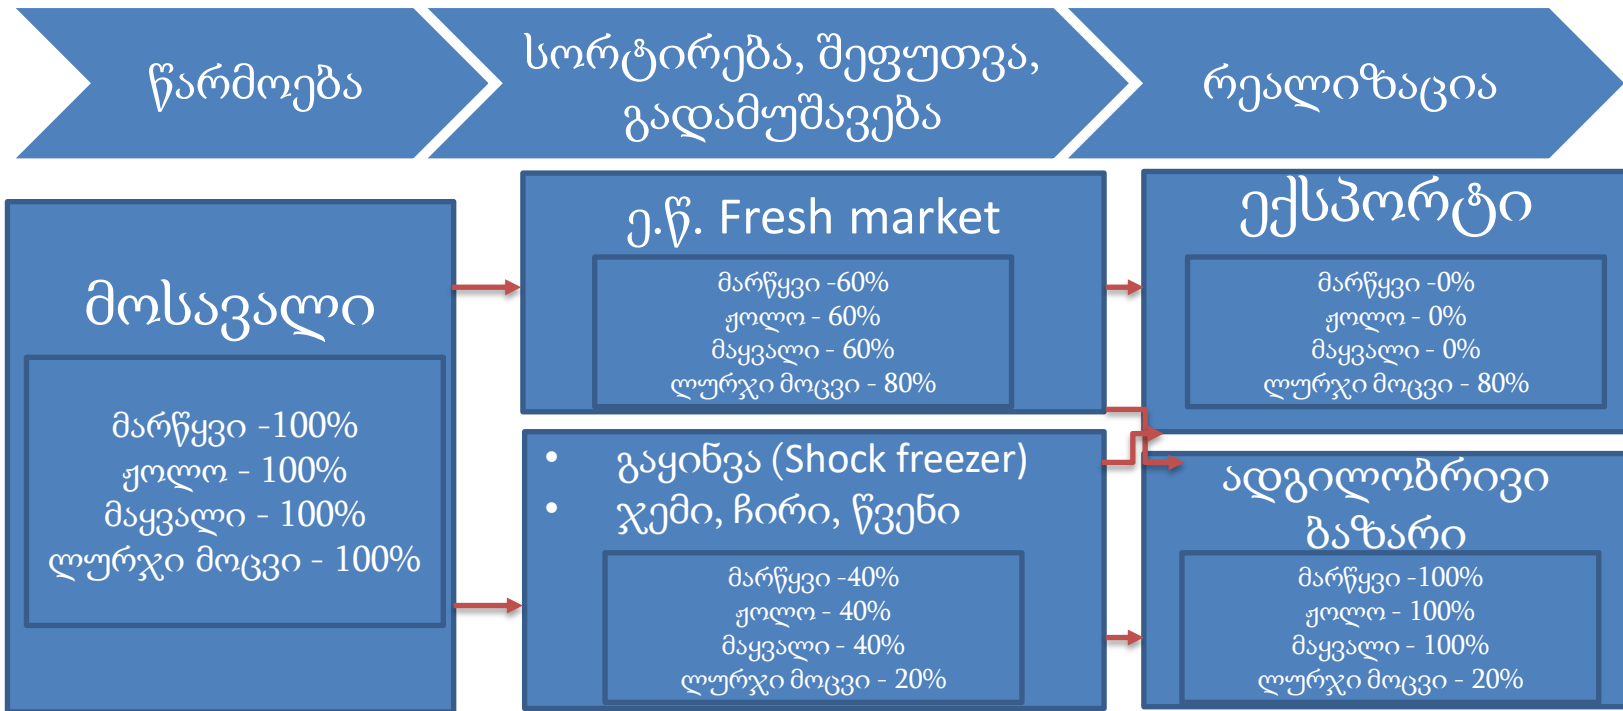 წარმოება
სორტირება, შეფუთვა,
გადამუშავება
რეალიზაცია
მოსავალი
მარწყვი -100%
ჟოლო - 100%
მაყვალი - 100%
ლურჯი მოცვი - 100%
ე.წ. Fresh market
მარწყვი -60%
ჟოლო - 60%
მაყვალი - 60%
ლურჯი მოცვი - 80%
• გაყინვა (Shock freezer)
• ჯემი, ჩირი, წვენი
მარწყვი -40%
ჟოლო - 40%
მაყვალი - 40%
ლურჯი მოცვი - 20%
ექსპორტი
მარწყვი -0%
ჟოლო - 0%
მაყვალი - 0%
ლურჯი მოცვი - 80%
ადგილობრივი
ბაზარი
მარწყვი -100%
ჟოლო - 100%
მაყვალი - 100%
ლურჯი მოცვი - 20%